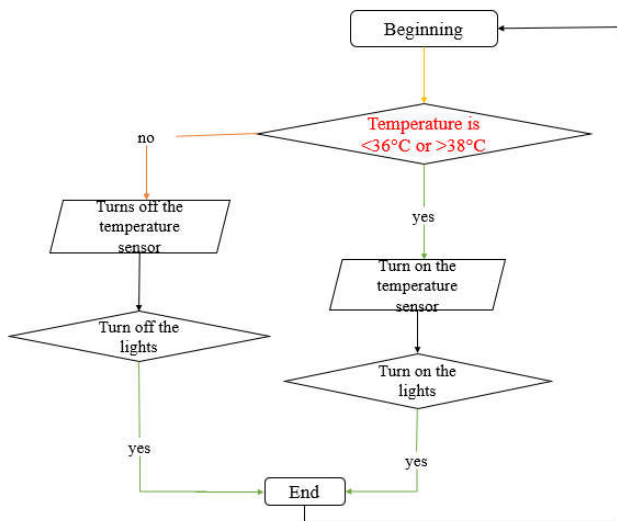 Beginning
Temperature is
<36°C or >38°C
no
Turns off the
temperature
sensor
yes
Turn on the
temperature
sensor
Turn off the
lights
Turn on the
lights
yes
yes
End